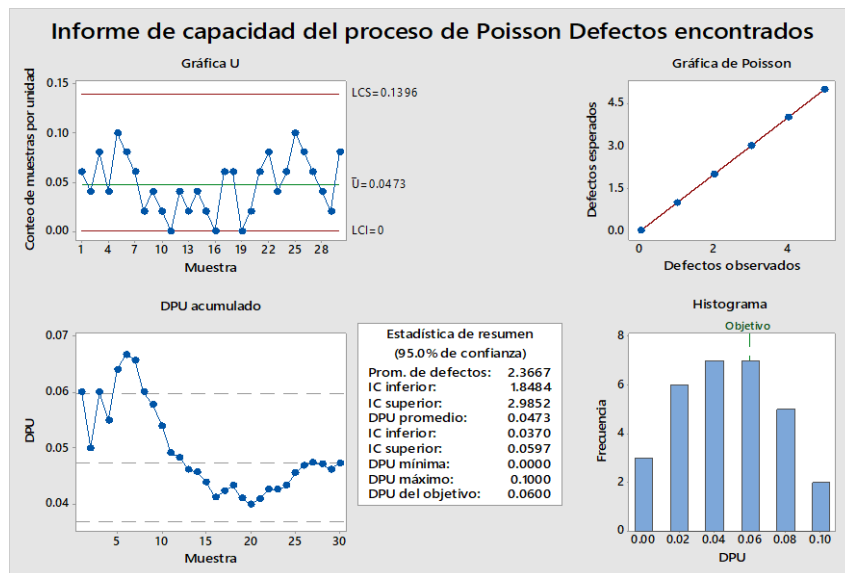 Informe de capacidad del proceso de Poisson Defectos encontrados
Gráfica U
Conteo de muestras por unidad
0.15
0.10
0.05
0.00
LCS=0.1396
U̅=0.0473
LCI=0
1 4 7 10 13 16 19 22 25 28
Muestra
Gráfica de Poisson
Defectos esperados
4.5
3.0
1.5
0.0
0 2 4
Defectos observados
DPU acumulado
DPU
0.07
0.06
0.05
0.04
5 10 15 20 25 30
Muestra
Estadística de resumen
(95.0% de confianza)
Prom. de defectos: 2.3667
IC inferior: 1.8484
IC superior: 2.9852
DPU promedio: 0.0473
IC inferior: 0.0370
IC superior: 0.0597
DPU mínima: 0.0000
DPU máximo: 0.1000
DPU del objetivo: 0.0600
Histograma
Objetivo
Frecuencia
8
6
4
2
0
0.00 0.02 0.04 0.06 0.08 0.10
DPU